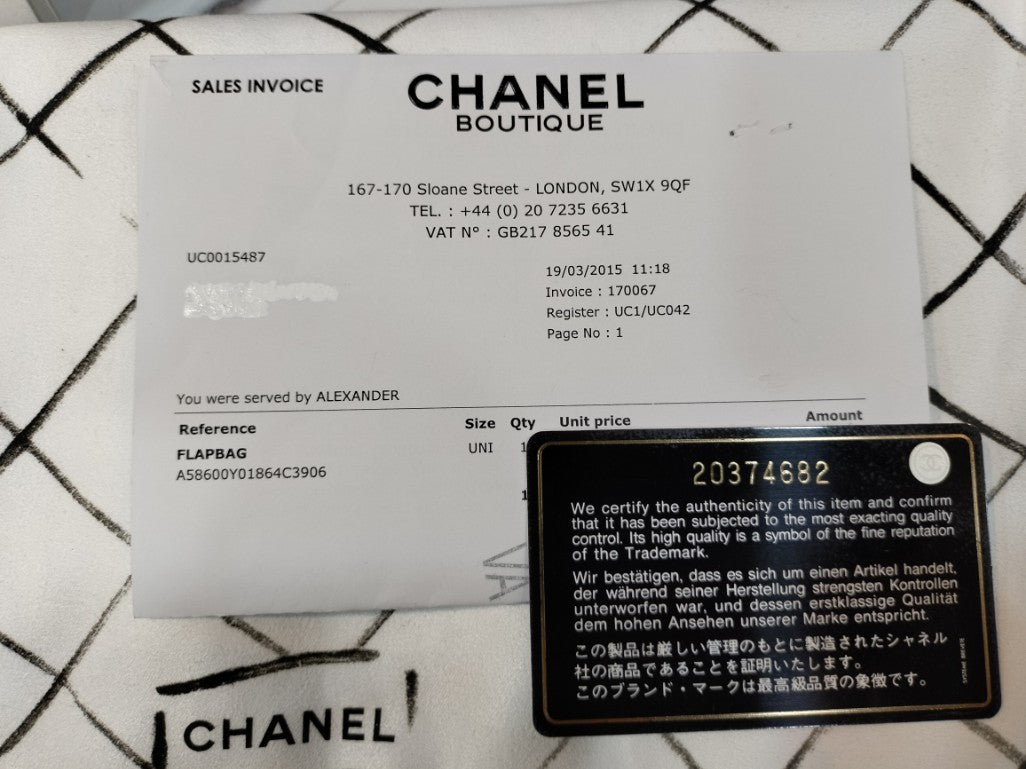 SALES INVOICE
CHANEL
BOUTIQUE
167-170 Sloane Street - LONDON, SW1X 9QF
TEL. : +44 (0) 20 7235 6631
VAT N° : GB217 8565 41
UC0015487
19/03/2015 11:18
Invoice : 170067
Register : UC1/UC042
Page No : 1
You were served by ALEXANDER
Reference Size Qty Unit price Amount
FLAPBAG UNI 1
A58600Y01864C3906
1
VA
20374682
We certify the authenticity of this item and confirm
that it has been subjected to the most exacting quality
control. Its high quality is a symbol of the fine reputation
of the Trademark.
Wir bestätigen, dass es sich um einen Artikel handelt,
der während seiner Herstellung strengsten Kontrollen
unterworfen war, und dessen erstklassige Qualität
dem hohen Ansehen unserer Marke entspricht.
この製品は厳しい管理のもとに製造されたシャネル
社の商品であることを証明いたします。
このブランド・マークは最高級品質の象徴です。
CHANEL